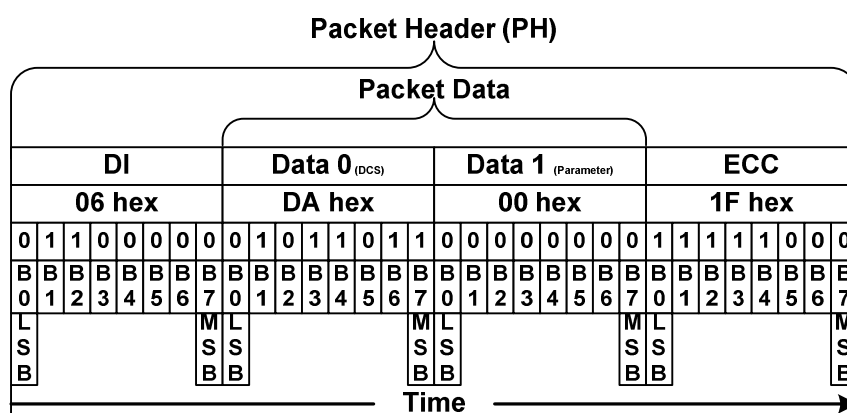 Packet Header (PH)
Packet Data
DI Data 0 (DCS) Data 1 (Parameter) ECC
06 hex DA hex 00 hex 1F hex
0 1 1 0 0 0 0 0 0 1 0 1 1 0 1 1 0 0 0 0 0 0 0 0 1 1 1 1 1 0 0 0
B B B B B B B B B B B B B B B B B B B B B B B B B B B B B B B B
0 1 2 3 4 5 6 7 0 1 2 3 4 5 6 7 0 1 2 3 4 5 6 7 0 1 2 3 4 5 6 7
L M L M L M L M
S S S S S S S S
B B B B B B B B
Time